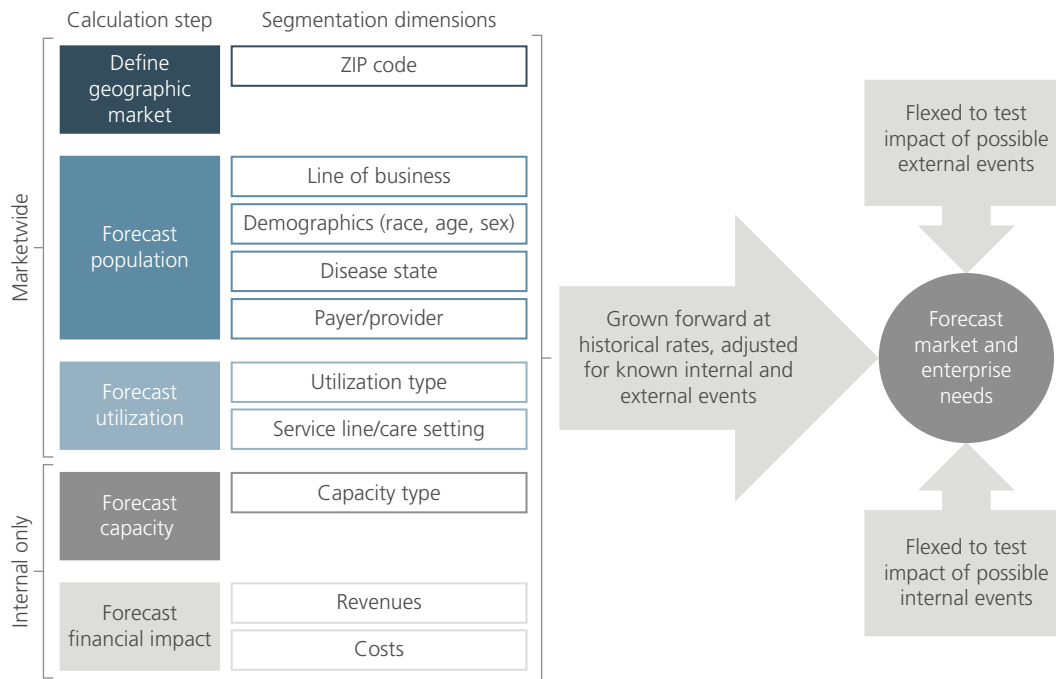 Calculation step
Segmentation dimensions
Marketwide
Define
geographic
market
ZIP code
Forecast
population
Line of business
Demographics (race, age, sex)
Disease state
Payer/provider
Forecast
utilization
Utilization type
Service line/care setting
Internal only
Forecast
capacity
Capacity type
Forecast
financial impact
Revenues
Costs
Grown forward at
historical rates, adjusted
for known internal and
external events
Flexed to test
impact of possible
external events
Forecast
market and
enterprise
needs
Flexed to test
impact of possible
internal events